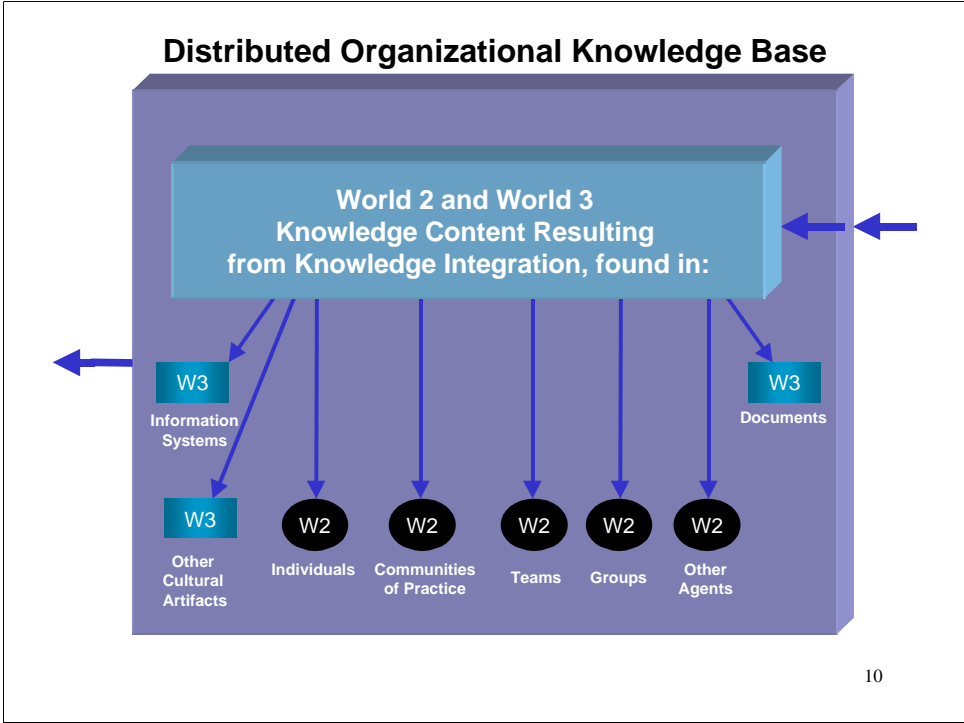 Distributed Organizational Knowledge Base
World 2 and World 3
Knowledge Content Resulting
from Knowledge Integration, found in:
W3
Information
Systems
W3
Documents
W3
Other
Cultural
Artifacts
W2
Individuals
W2
Communities
of Practice
W2
Teams
W2
Groups
W2
Other
Agents
10